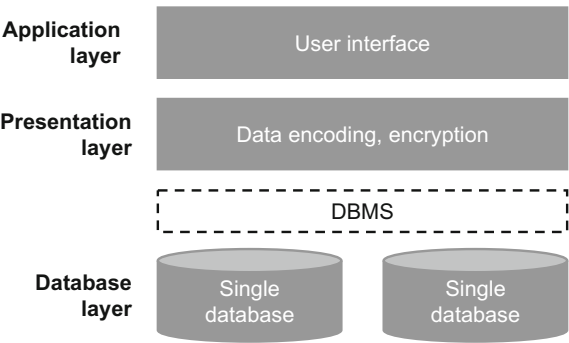 Application
layer
User interface
Presentation
layer
Data encoding, encryption
DBMS
Database
layer
Single
database
Single
database